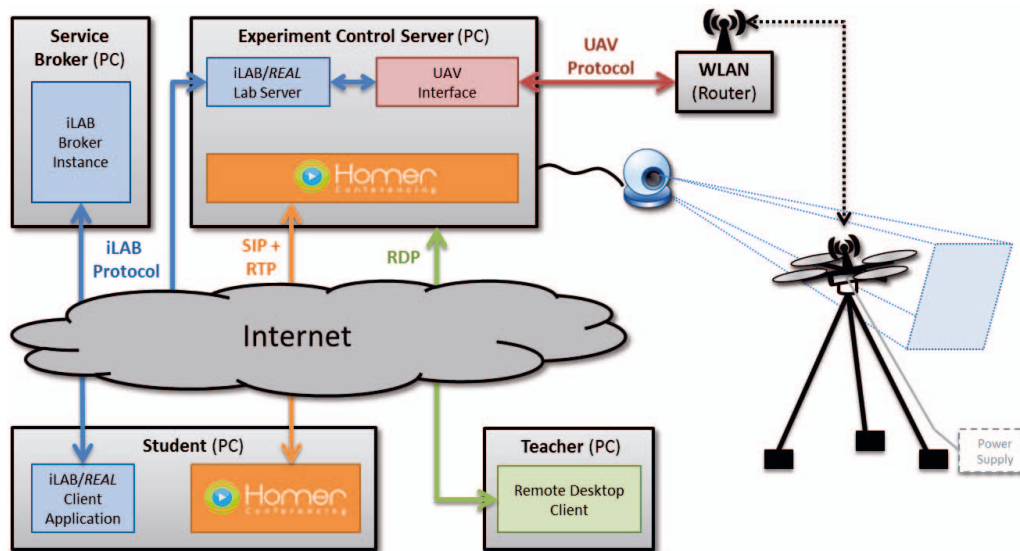 Service
Broker (PC)
iLAB
Broker
Instance
Experiment Control Server (PC)
iLAB/REAL
Lab Server
UAV
Interface
Homer
Conferencing
UAV
Protocol
WLAN
(Router)
iLAB
Protocol
SIP +
RTP
RDP
Internet
Student (PC)
iLAB/REAL
Client
Application
Homer
Conferencing
Teacher (PC)
Remote Desktop
Client
Power
Supply